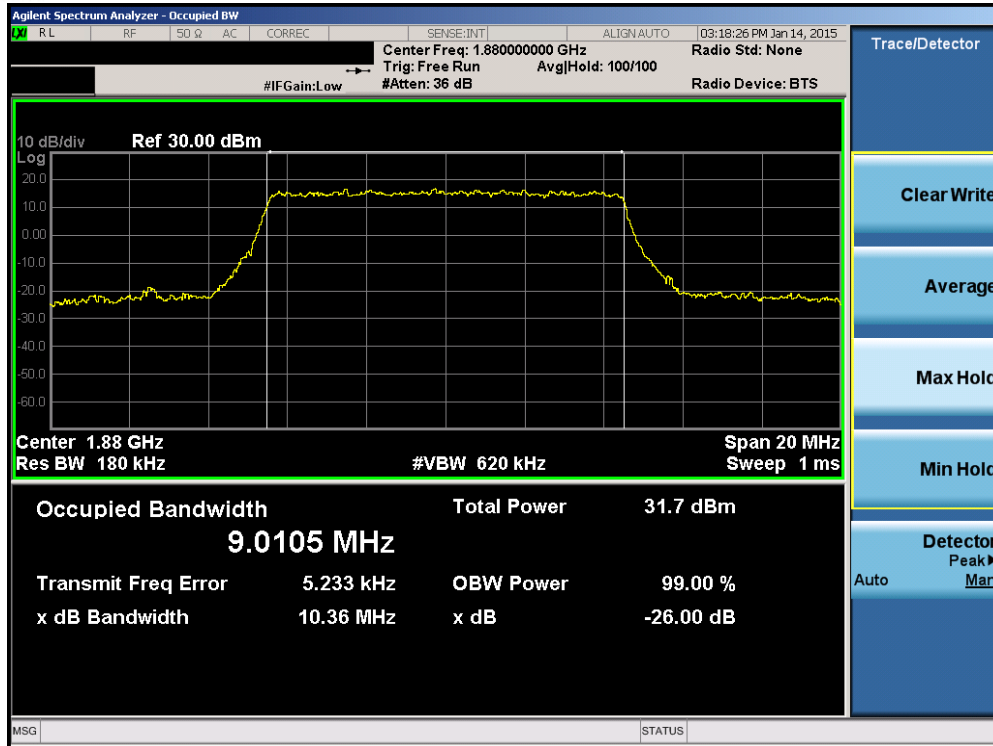 Agilent Spectrum Analyzer - Occupied BW
LXI RL RF 50 Ω AC CORREC SENSE:INT ALIGN AUTO 03:18:26 PM Jan 14, 2015
Center Freq: 1.880000000 GHz Radio Std: None
Trig: Free Run Avg|Hold: 100/100
#IFGain:Low #Atten: 36 dB Radio Device: BTS
10 dB/div Ref 30.00 dBm
Log
20.0
10.0
0.00
-10.0
-20.0
-30.0
-40.0
-50.0
-60.0
Center 1.88 GHz Span 20 MHz
Res BW 180 kHz #VBW 620 kHz Sweep 1 ms
Occupied Bandwidth Total Power 31.7 dBm
9.0105 MHz
Transmit Freq Error 5.233 kHz OBW Power 99.00 %
x dB Bandwidth 10.36 MHz x dB -26.00 dB
MSG STATUS
Trace/Detector
Clear Write
Average
Max Hold
Min Hold
Detector
Peak▶
Auto Man